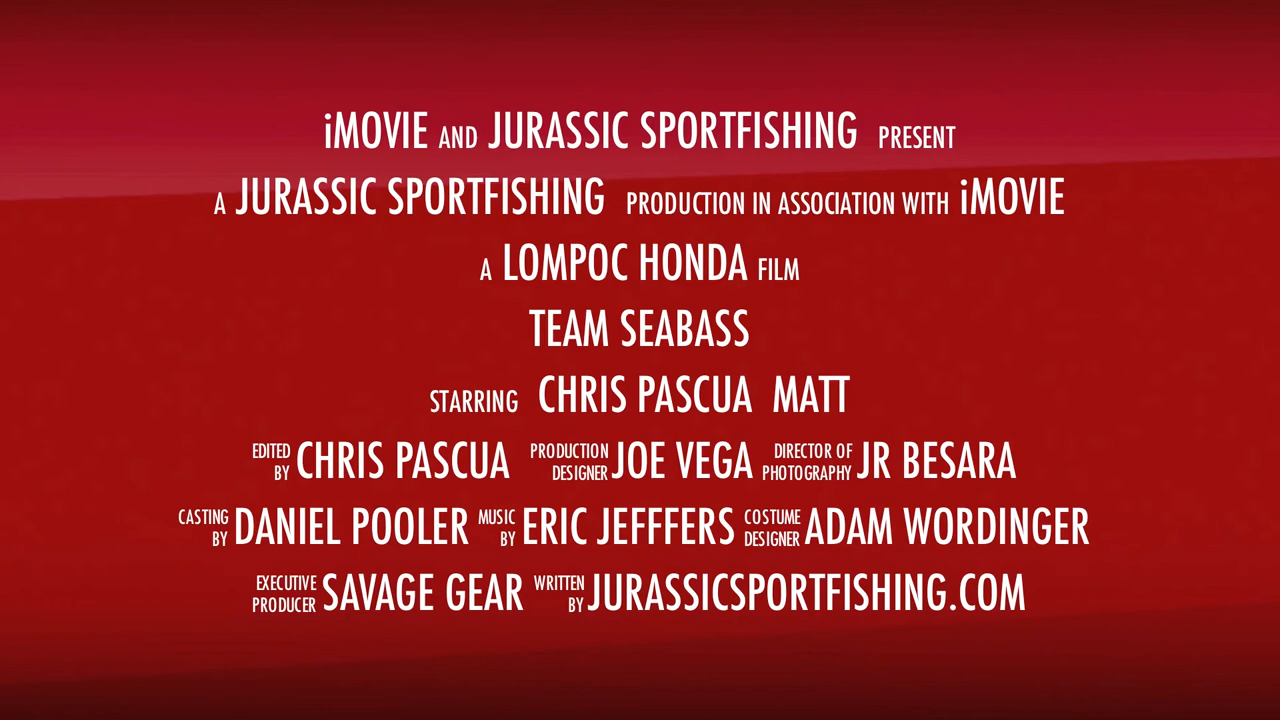 iMOVIE AND JURASSIC SPORTFISHING PRESENT
A JURASSIC SPORTFISHING PRODUCTION IN ASSOCIATION WITH iMOVIE
A LOMPOC HONDA FILM
TEAM SEABASS
STARRING CHRIS PASCUA MATT
EDITED BY CHRIS PASCUA PRODUCTION DESIGNER JOE VEGA DIRECTOR OF PHOTOGRAPHY JR BESARA
CASTING BY DANIEL POOLER MUSIC BY ERIC JEFFFERS COSTUME DESIGNER ADAM WORDINGER
EXECUTIVE PRODUCER SAVAGE GEAR WRITTEN BY JURASSICSPORTFISHING.COM